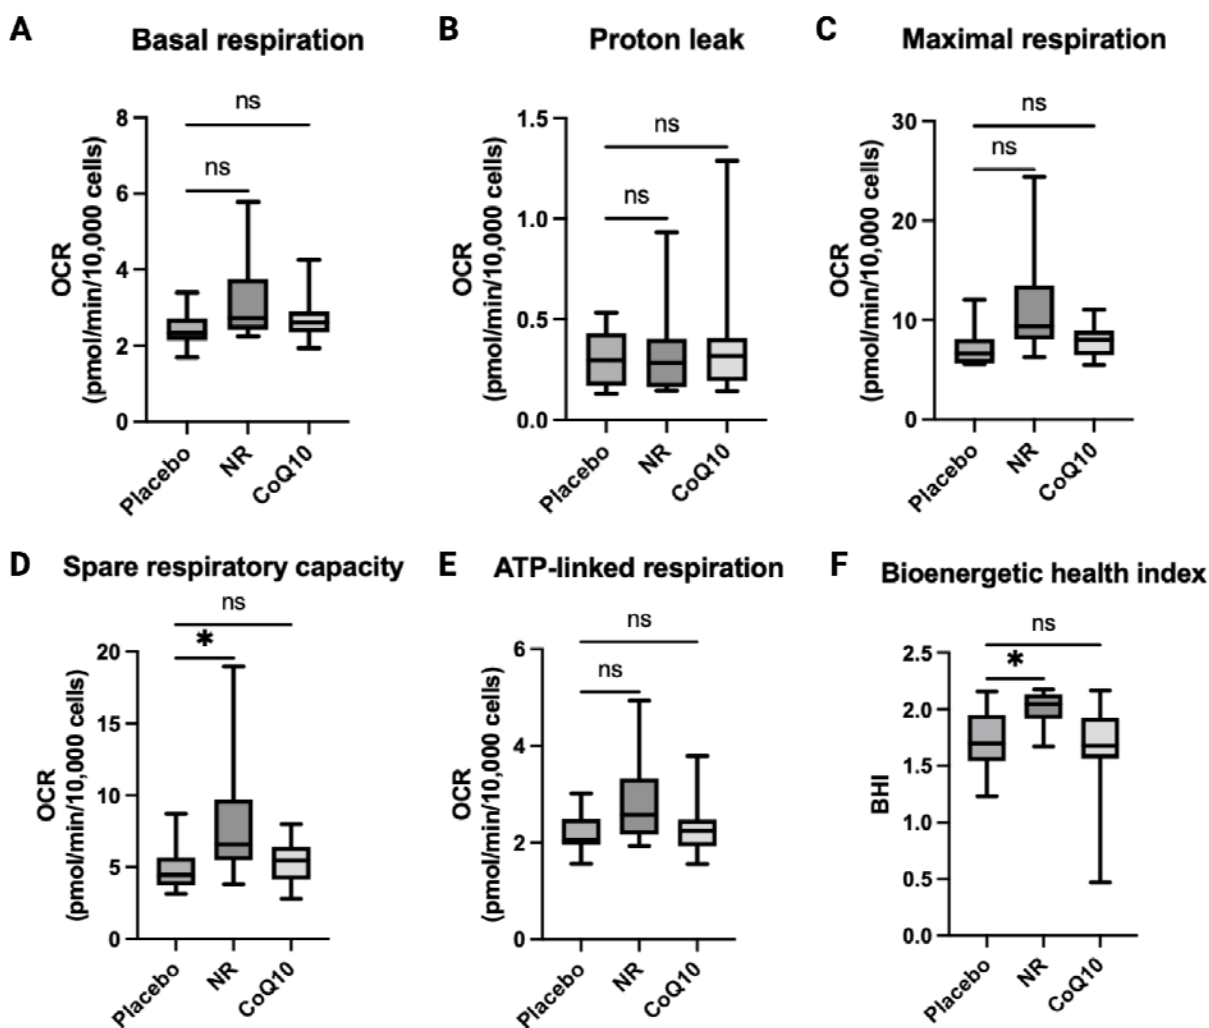 A Basal respiration
ns
ns
8
6
4
2
0
OCR
(pmol/min/10,000 cells)
Placebo
NR
CoQ10
B Proton leak
ns
ns
1.5
1.0
0.5
0.0
OCR
(pmol/min/10,000 cells)
Placebo
NR
CoQ10
C Maximal respiration
ns
ns
30
20
10
0
OCR
(pmol/min/10,000 cells)
Placebo
NR
CoQ10
D Spare respiratory capacity
ns
*
20
15
10
5
0
OCR
(pmol/min/10,000 cells)
Placebo
NR
CoQ10
E ATP-linked respiration
ns
ns
6
4
2
0
OCR
(pmol/min/10,000 cells)
Placebo
NR
CoQ10
F Bioenergetic health index
ns
*
2.5
2.0
1.5
1.0
0.5
0.0
BHI
Placebo
NR
CoQ10